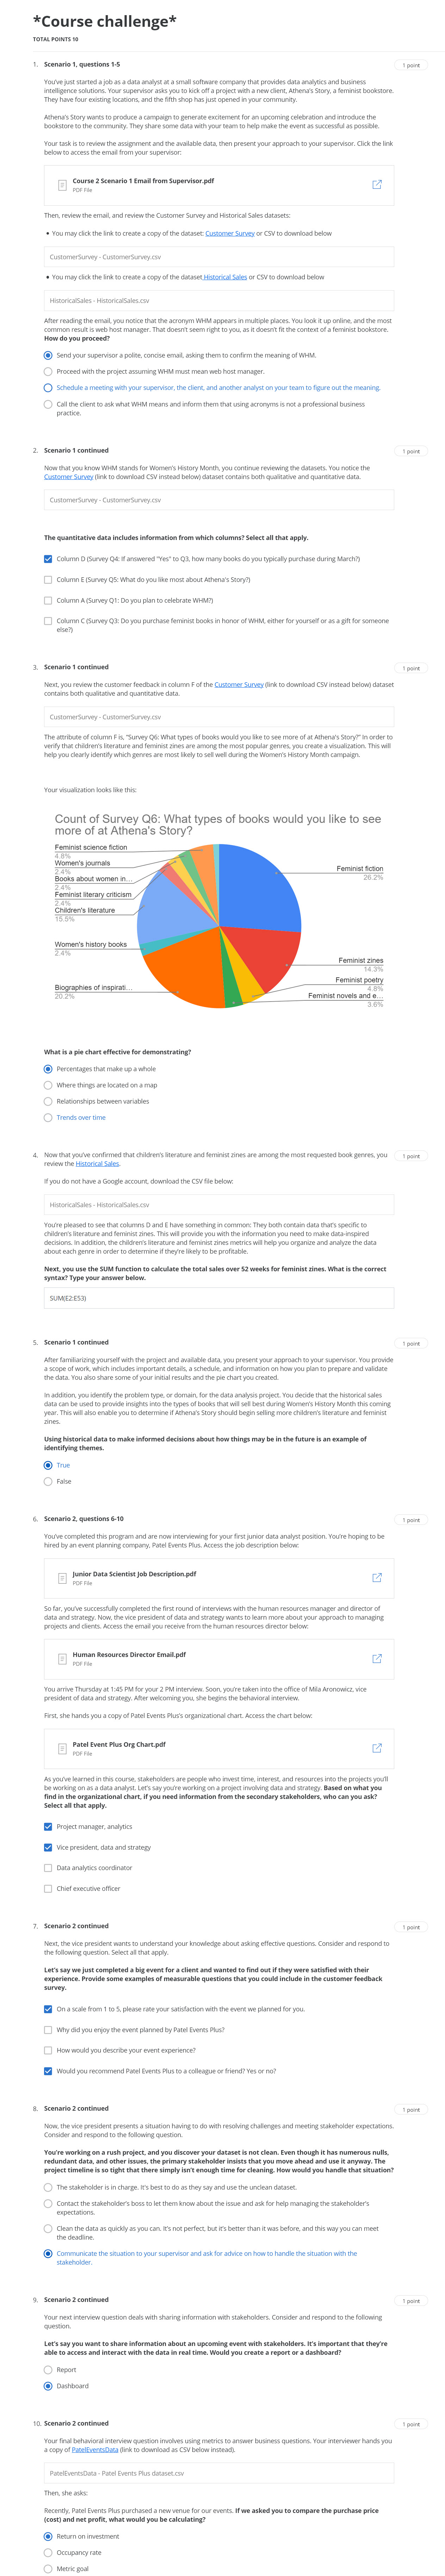 *Course challenge*
TOTAL POINTS 10
1. Scenario 1, questions 1-5
1 point
You've just started a job as a data analyst at a small software company that provides data analytics and business
intelligence solutions. Your supervisor asks you to kick off a project with a new client, Athena's Story, a feminist bookstore.
They have four existing locations, and the fifth shop has just opened in your community.
Athena's Story wants to produce a campaign to generate excitement for an upcoming celebration and introduce the
bookstore to the community. They share some data with your team to help make the event as successful as possible.
Your task is to review the assignment and the available data, then present your approach to your supervisor. Click the link
below to access the email from your supervisor:
Course 2 Scenario 1 Email from Supervisor.pdf
PDF File
Then, review the email, and review the Customer Survey and Historical Sales datasets:
• You may click the link to create a copy of the dataset: Customer Survey or CSV to download below
CustomerSurvey - CustomerSurvey.csv
• You may click the link to create a copy of the dataset Historical Sales or CSV to download below
HistoricalSales - HistoricalSales.csv
After reading the email, you notice that the acronym WHM appears in multiple places. You look it up online, and the most
common result is web host manager. That doesn't seem right to you, as it doesn't fit the context of a feminist bookstore.
How do you proceed?
Send your supervisor a polite, concise email, asking them to confirm the meaning of WHM.
Proceed with the project assuming WHM must mean web host manager.
Schedule a meeting with your supervisor, the client, and another analyst on your team to figure out the meaning.
Call the client to ask what WHM means and inform them that using acronyms is not a professional business
practice.
2. Scenario 1 continued
1 point
Now that you know WHM stands for Women's History Month, you continue reviewing the datasets. You notice the
Customer Survey (link to download CSV instead below) dataset contains both qualitative and quantitative data.
CustomerSurvey - CustomerSurvey.csv
The quantitative data includes information from which columns? Select all that apply.
Column D (Survey Q4: If answered "Yes" to Q3, how many books do you typically purchase during March?)
Column E (Survey Q5: What do you like most about Athena's Story?)
Column A (Survey Q1: Do you plan to celebrate WHM?)
Column C (Survey Q3: Do you purchase feminist books in honor of WHM, either for yourself or as a gift for someone
else?)
3. Scenario 1 continued
1 point
Next, you review the customer feedback in column F of the Customer Survey (link to download CSV instead below) dataset
contains both qualitative and quantitative data.
CustomerSurvey - CustomerSurvey.csv
The attribute of column F is, "Survey Q6: What types of books would you like to see more of at Athena's Story?" In order to
verify that children's literature and feminist zines are among the most popular genres, you create a visualization. This will
help you clearly identify which genres are most likely to sell well during the Women's History Month campaign.
Your visualization looks like this:
Count of Survey Q6: What types of books would you like to see
more of at Athena's Story?
Feminist science fiction
4.8%
Women's journals
2.4%
Books about women in...
2.4%
Feminist literary criticism
2.4%
Children's literature
15.5%
Women's history books
2.4%
Biographies of inspirati...
20.2%
Feminist fiction
26.2%
Feminist zines
14.3%
Feminist poetry
4.8%
Feminist novels and e...
3.6%
What is a pie chart effective for demonstrating?
Percentages that make up a whole
Where things are located on a map
Relationships between variables
Trends over time
4. Now that you've confirmed that children's literature and feminist zines are among the most requested book genres, you
1 point
review the Historical Sales.
If you do not have a Google account, download the CSV file below:
HistoricalSales - HistoricalSales.csv
You're pleased to see that columns D and E have something in common: They both contain data that's specific to
children's literature and feminist zines. This will provide you with the information you need to make data-inspired
decisions. In addition, the children's literature and feminist zines metrics will help you organize and analyze the data
about each genre in order to determine if they're likely to be profitable.
Next, you use the SUM function to calculate the total sales over 52 weeks for feminist zines. What is the correct
syntax? Type your answer below.
SUM(E2:E53)
5. Scenario 1 continued
1 point
After familiarizing yourself with the project and available data, you present your approach to your supervisor. You provide
a scope of work, which includes important details, a schedule, and information on how you plan to prepare and validate
the data. You also share some of your initial results and the pie chart you created.
In addition, you identify the problem type, or domain, for the data analysis project. You decide that the historical sales
data can be used to provide insights into the types of books that will sell best during Women's History Month this coming
year. This will also enable you to determine if Athena's Story should begin selling more children's literature and feminist
zines.
Using historical data to make informed decisions about how things may be in the future is an example of
identifying themes.
True
False
6. Scenario 2, questions 6-10
1 point
You've completed this program and are now interviewing for your first junior data analyst position. You're hoping to be
hired by an event planning company, Patel Events Plus. Access the job description below:
Junior Data Scientist Job Description.pdf
PDF File
So far, you've successfully completed the first round of interviews with the human resources manager and director of
data and strategy. Now, the vice president of data and strategy wants to learn more about your approach to managing
projects and clients. Access the email you receive from the human resources director below:
Human Resources Director Email.pdf
PDF File
You arrive Thursday at 1:45 PM for your 2 PM interview. Soon, you're taken into the office of Mila Aronowicz, vice
president of data and strategy. After welcoming you, she begins the behavioral interview.
First, she hands you a copy of Patel Events Plus's organizational chart. Access the chart below:
Patel Event Plus Org Chart.pdf
PDF File
As you've learned in this course, stakeholders are people who invest time, interest, and resources into the projects you'll
be working on as a data analyst. Let's say you're working on a project involving data and strategy. Based on what you
find in the organizational chart, if you need information from the secondary stakeholders, who can you ask?
Select all that apply.
Project manager, analytics
Vice president, data and strategy
Data analytics coordinator
Chief executive officer
7. Scenario 2 continued
1 point
Next, the vice president wants to understand your knowledge about asking effective questions. Consider and respond to
the following question. Select all that apply.
Let's say we just completed a big event for a client and wanted to find out if they were satisfied with their
experience. Provide some examples of measurable questions that you could include in the customer feedback
survey.
On a scale from 1 to 5, please rate your satisfaction with the event we planned for you.
Why did you enjoy the event planned by Patel Events Plus?
How would you describe your event experience?
Would you recommend Patel Events Plus to a colleague or friend? Yes or no?
8. Scenario 2 continued
1 point
Now, the vice president presents a situation having to do with resolving challenges and meeting stakeholder expectations.
Consider and respond to the following question.
You're working on a rush project, and you discover your dataset is not clean. Even though it has numerous nulls,
redundant data, and other issues, the primary stakeholder insists that you move ahead and use it anyway. The
project timeline is so tight that there simply isn't enough time for cleaning. How would you handle that situation?
The stakeholder is in charge. It's best to do as they say and use the unclean dataset.
Contact the stakeholder's boss to let them know about the issue and ask for help managing the stakeholder's
expectations.
Clean the data as quickly as you can. It's not perfect, but it's better than it was before, and this way you can meet
the deadline.
Communicate the situation to your supervisor and ask for advice on how to handle the situation with the
stakeholder.
9. Scenario 2 continued
1 point
Your next interview question deals with sharing information with stakeholders. Consider and respond to the following
question.
Let's say you want to share information about an upcoming event with stakeholders. It's important that they're
able to access and interact with the data in real time. Would you create a report or a dashboard?
Report
Dashboard
10. Scenario 2 continued
1 point
Your final behavioral interview question involves using metrics to answer business questions. Your interviewer hands you
a copy of PatelEventsData (link to download as CSV below instead).
PatelEventsData - Patel Events Plus dataset.csv
Then, she asks:
Recently, Patel Events Plus purchased a new venue for our events. If we asked you to compare the purchase price
(cost) and net profit, what would you be calculating?
Return on investment
Occupancy rate
Metric goal